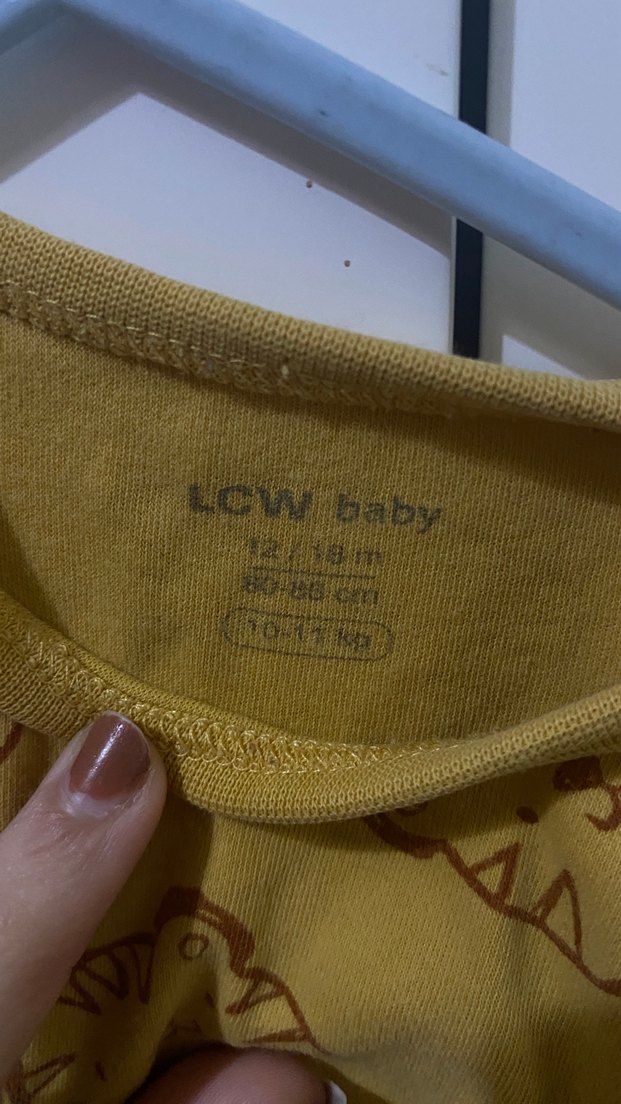 LCW baby
12 / 18 m
80-86 cm
10-11 kg